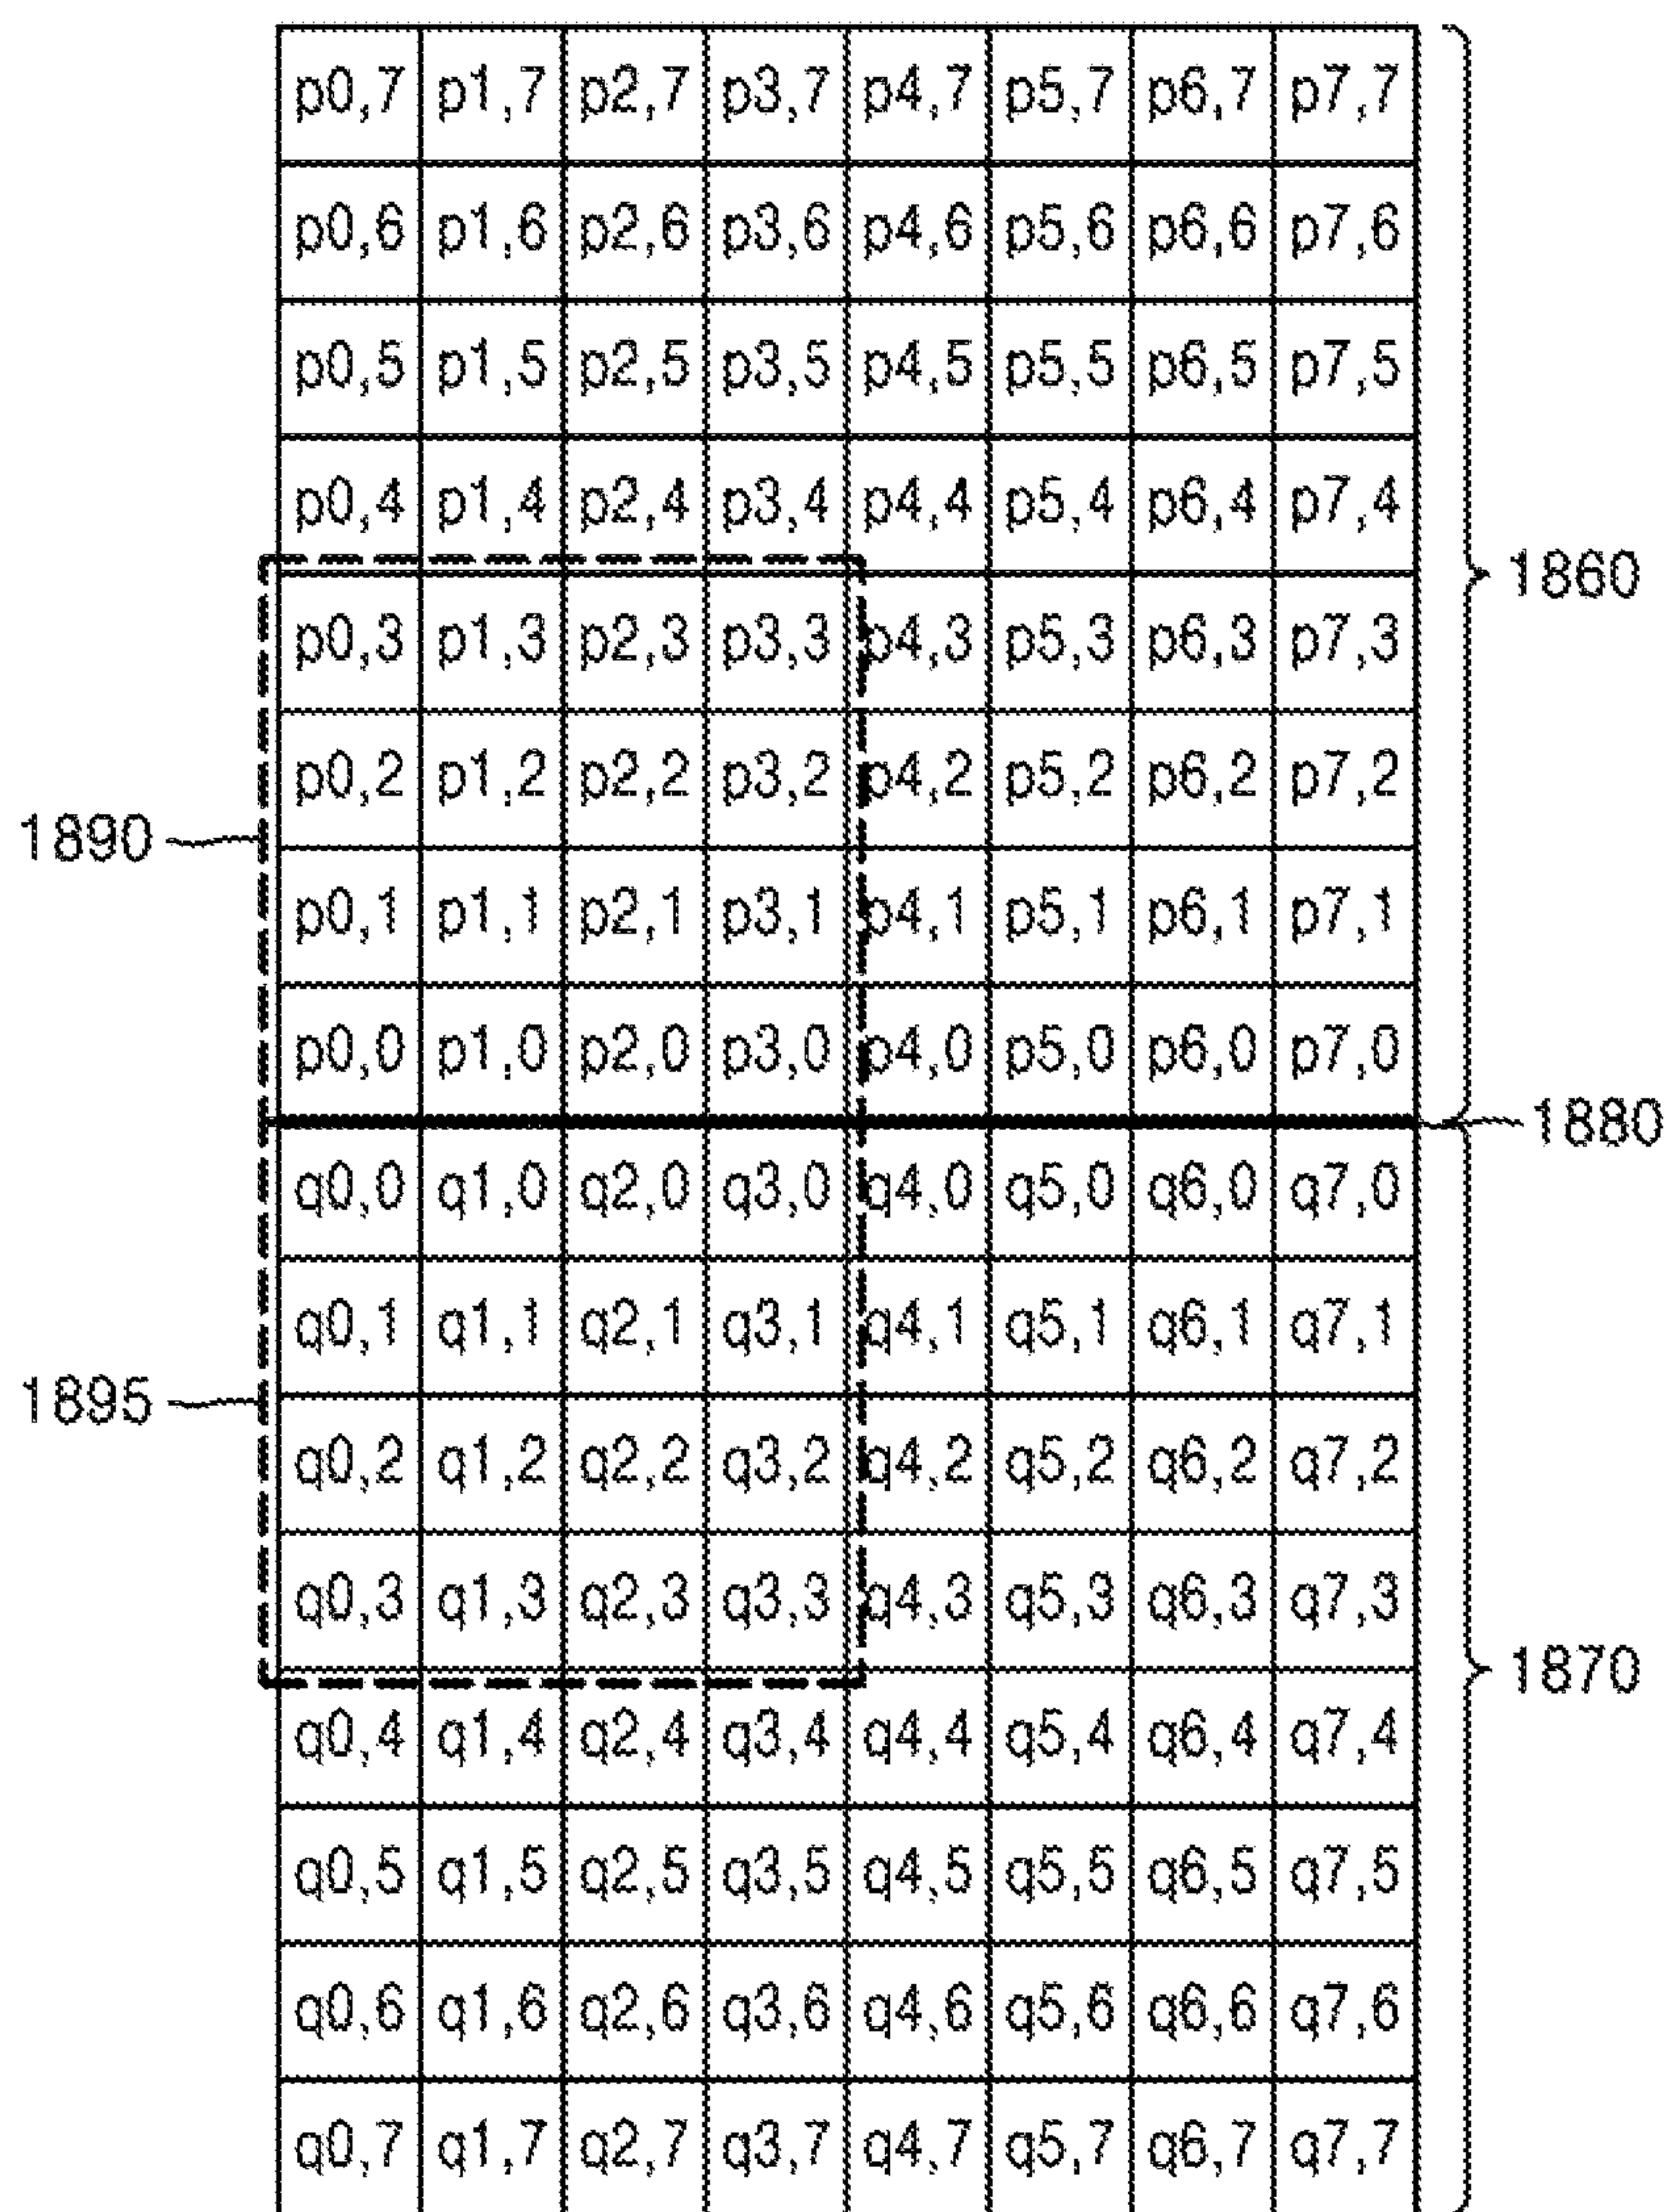 p0,7 p1,7 p2,7 p3,7 p4,7 p5,7 p6,7 p7,7
p0,6 p1,6 p2,6 p3,6 p4,6 p5,6 p6,6 p7,6
p0,5 p1,5 p2,5 p3,5 p4,5 p5,5 p6,5 p7,5
p0,4 p1,4 p2,4 p3,4 p4,4 p5,4 p6,4 p7,4
1860
p0,3 p1,3 p2,3 p3,3 p4,3 p5,3 p6,3 p7,3
p0,2 p1,2 p2,2 p3,2 p4,2 p5,2 p6,2 p7,2
1890
p0,1 p1,1 p2,1 p3,1 p4,1 p5,1 p6,1 p7,1
p0,0 p1,0 p2,0 p3,0 p4,0 p5,0 p6,0 p7,0
1880
q0,0 q1,0 q2,0 q3,0 q4,0 q5,0 q6,0 q7,0
q0,1 q1,1 q2,1 q3,1 q4,1 q5,1 q6,1 q7,1
1895
q0,2 q1,2 q2,2 q3,2 q4,2 q5,2 q6,2 q7,2
q0,3 q1,3 q2,3 q3,3 q4,3 q5,3 q6,3 q7,3
1870
q0,4 q1,4 q2,4 q3,4 q4,4 q5,4 q6,4 q7,4
q0,5 q1,5 q2,5 q3,5 q4,5 q5,5 q6,5 q7,5
q0,6 q1,6 q2,6 q3,6 q4,6 q5,6 q6,6 q7,6
q0,7 q1,7 q2,7 q3,7 q4,7 q5,7 q6,7 q7,7